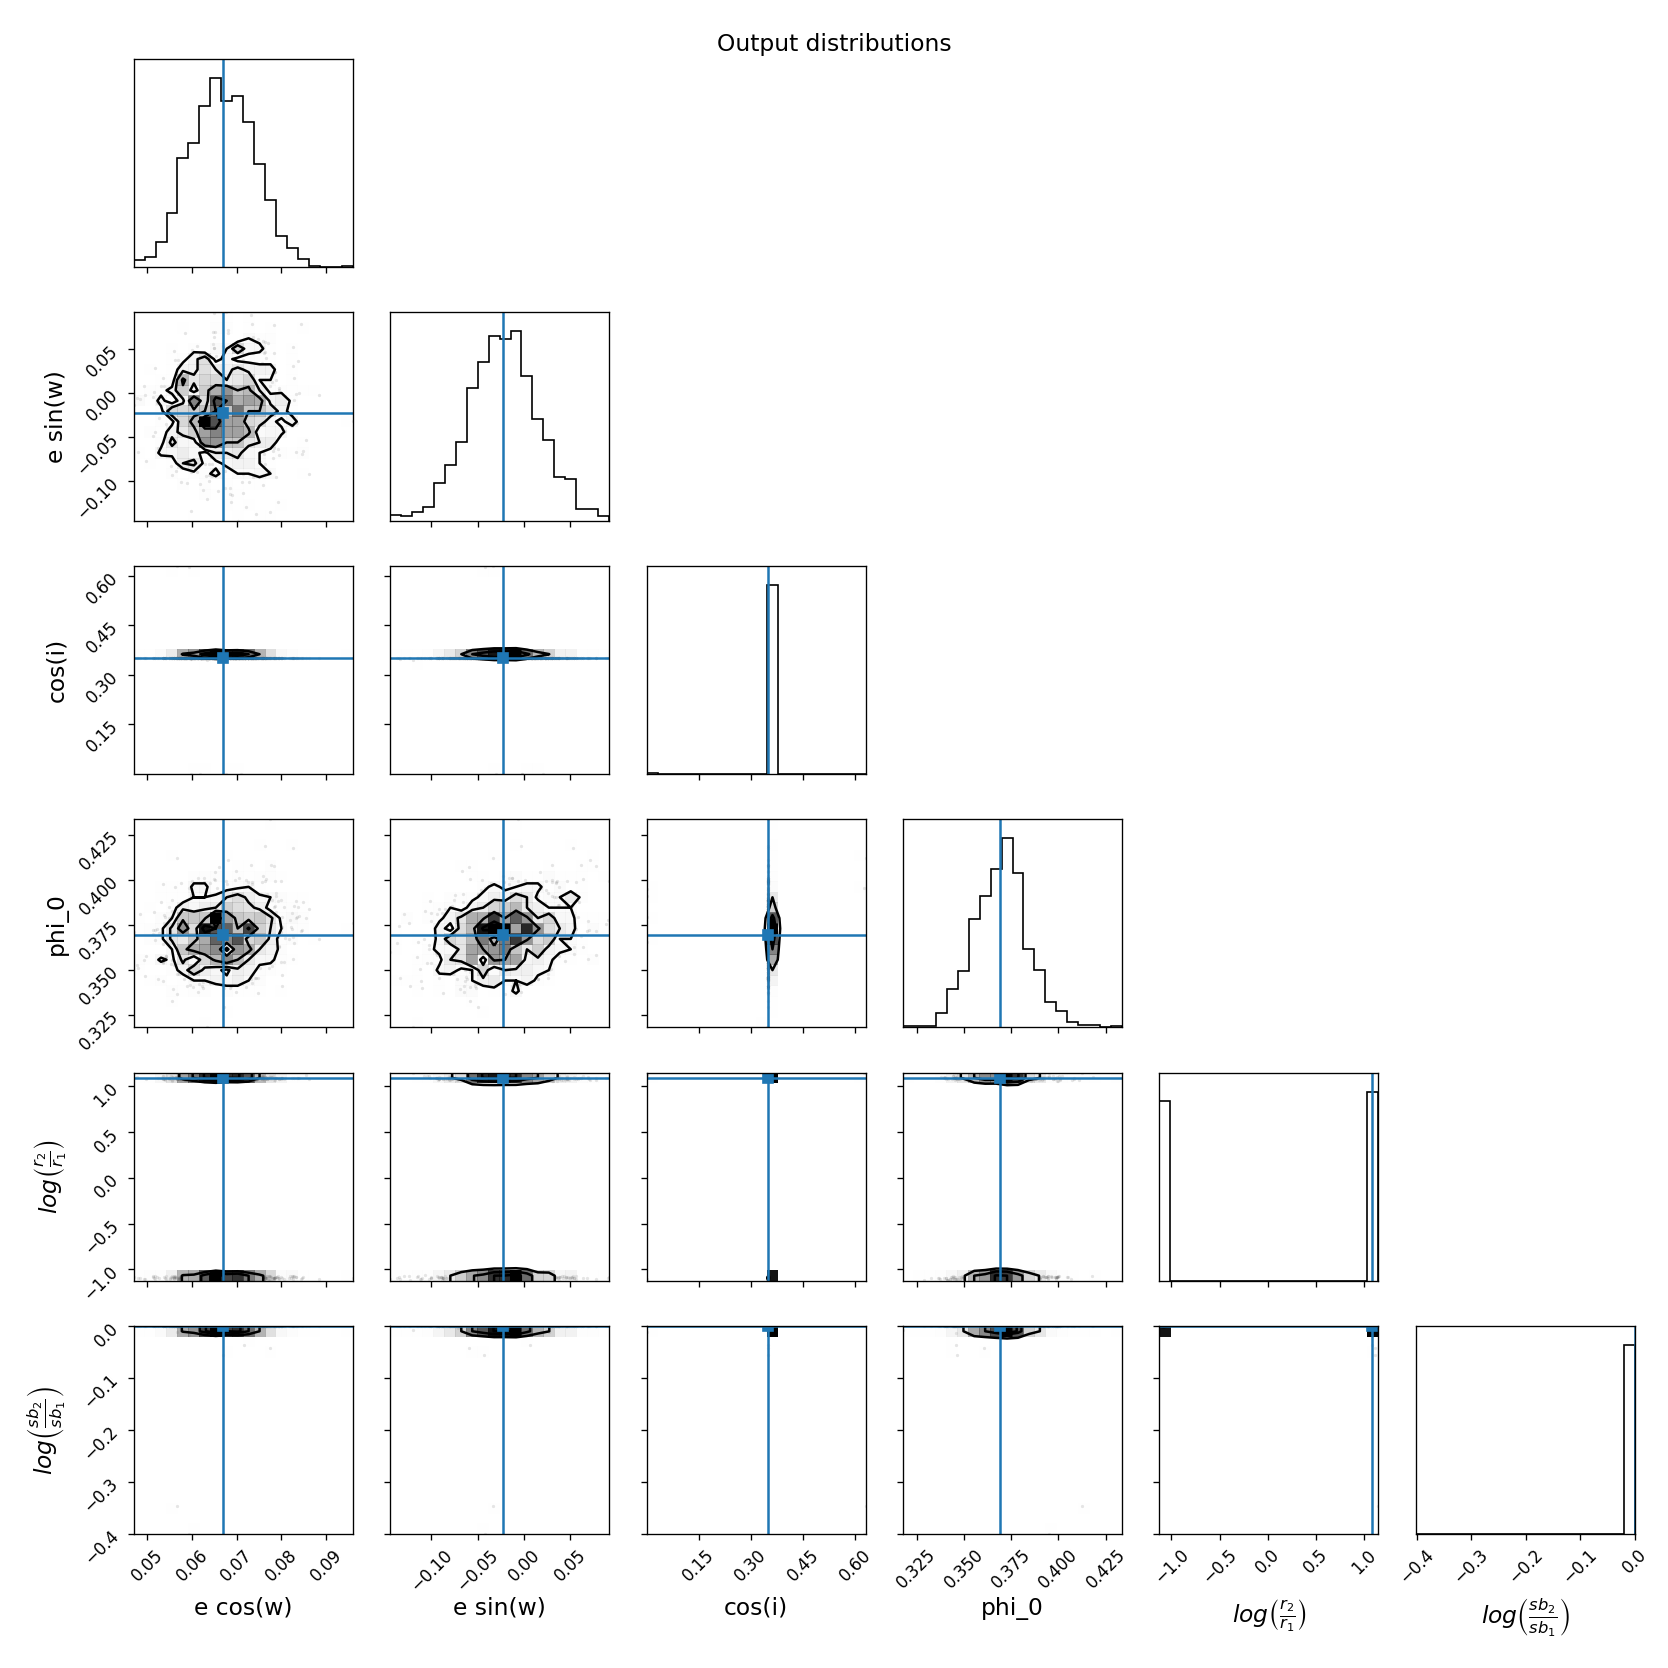 Output distributions
e sin(w)
0.05
0.00
−0.05
−0.10
cos(i)
0.60
0.45
0.30
0.15
phi_0
0.425
0.400
0.375
0.350
0.325
log(r₂/r₁)
1.0
0.5
0.0
−0.5
−1.0
log(sb₂/sb₁)
0.0
−0.1
−0.2
−0.3
−0.4
0.05 0.06 0.07 0.08 0.09
−0.10 −0.05 0.00 0.05
0.15 0.30 0.45 0.60
0.325 0.350 0.375 0.400 0.425
−1.0 −0.5 0.0 0.5 1.0
−0.4 −0.3 −0.2 −0.1 0.0
e cos(w)
e sin(w)
cos(i)
phi_0
log(r₂/r₁)
log(sb₂/sb₁)